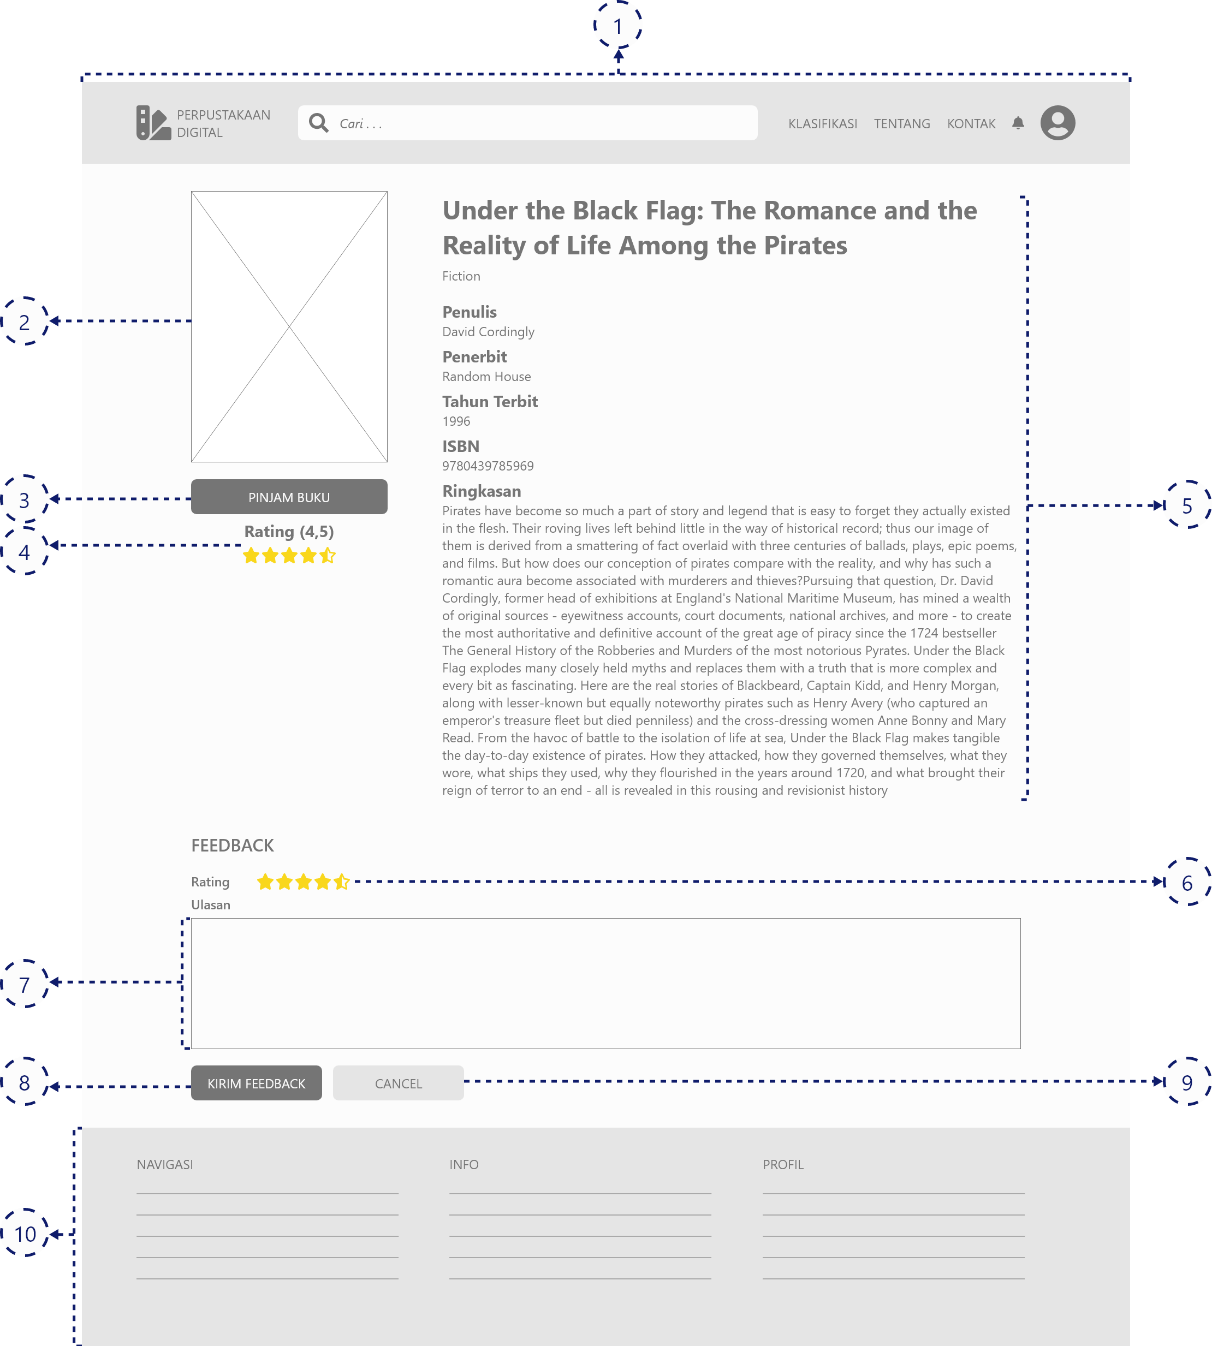 1
PERPUSTAKAAN
DIGITAL
Cari . . .
KLASIFIKASI
TENTANG
KONTAK
Under the Black Flag: The Romance and the
Reality of Life Among the Pirates
Fiction
2
Penulis
David Cordingly
Penerbit
Random House
Tahun Terbit
1996
ISBN
9780439785969
3
PINJAM BUKU
4
Rating (4,5)
5
Ringkasan
Pirates have become so much a part of story and legend that is easy to forget they actually existed
in the flesh. Their roving lives left behind little in the way of historical record; thus our image of
them is derived from a smattering of fact overlaid with three centuries of ballads, plays, epic poems,
and films. But how does our conception of pirates compare with the reality, and why has such a
romantic aura become associated with murderers and thieves?Pursuing that question, Dr. David
Cordingly, former head of exhibitions at England's National Maritime Museum, has mined a wealth
of original sources - eyewitness accounts, court documents, national archives, and more - to create
the most authoritative and definitive account of the great age of piracy since the 1724 bestseller
The General History of the Robberies and Murders of the most notorious Pyrates. Under the Black
Flag explodes many closely held myths and replaces them with a truth that is more complex and
every bit as fascinating. Here are the real stories of Blackbeard, Captain Kidd, and Henry Morgan,
along with lesser-known but equally noteworthy pirates such as Henry Avery (who captured an
emperor's treasure fleet but died penniless) and the cross-dressing women Anne Bonny and Mary
Read. From the havoc of battle to the isolation of life at sea, Under the Black Flag makes tangible
the day-to-day existence of pirates. How they attacked, how they governed themselves, what they
wore, what ships they used, why they flourished in the years around 1720, and what brought their
reign of terror to an end - all is revealed in this rousing and revisionist history
FEEDBACK
Rating
6
Ulasan
7
8
KIRIM FEEDBACK
CANCEL
9
NAVIGASI
INFO
PROFIL
10